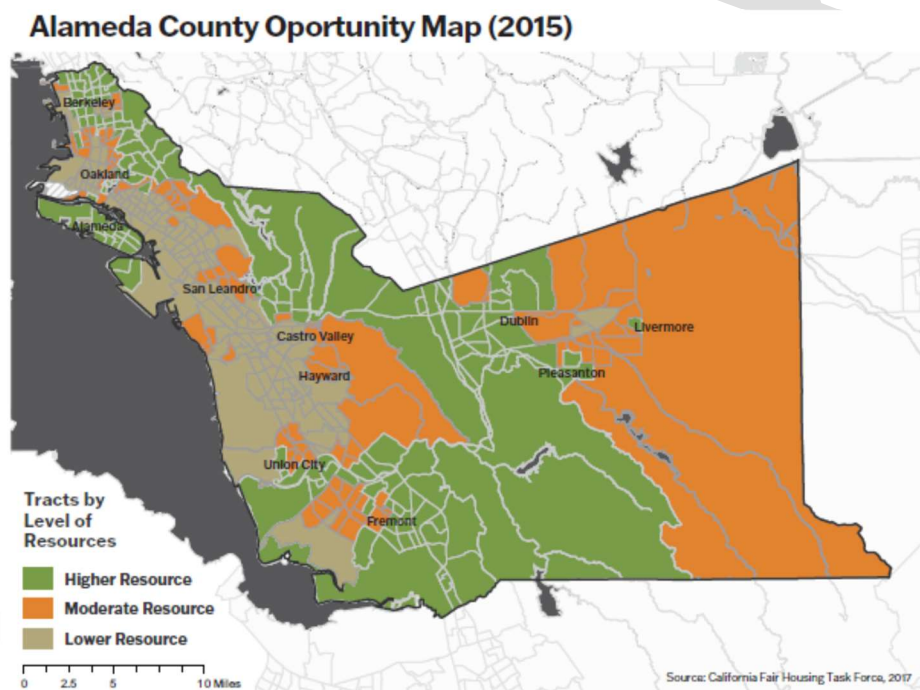 Alameda County Oportunity Map (2015)
Berkeley
Oakland
Alameda
San Leandro
Castro Valley
Dublin
Livermore
Pleasanton
Hayward
Union City
Fremont
Tracts by
Level of
Resources
Higher Resource
Moderate Resource
Lower Resource
0 2.5 5 10 Miles
Source: California Fair Housing Task Force, 2017